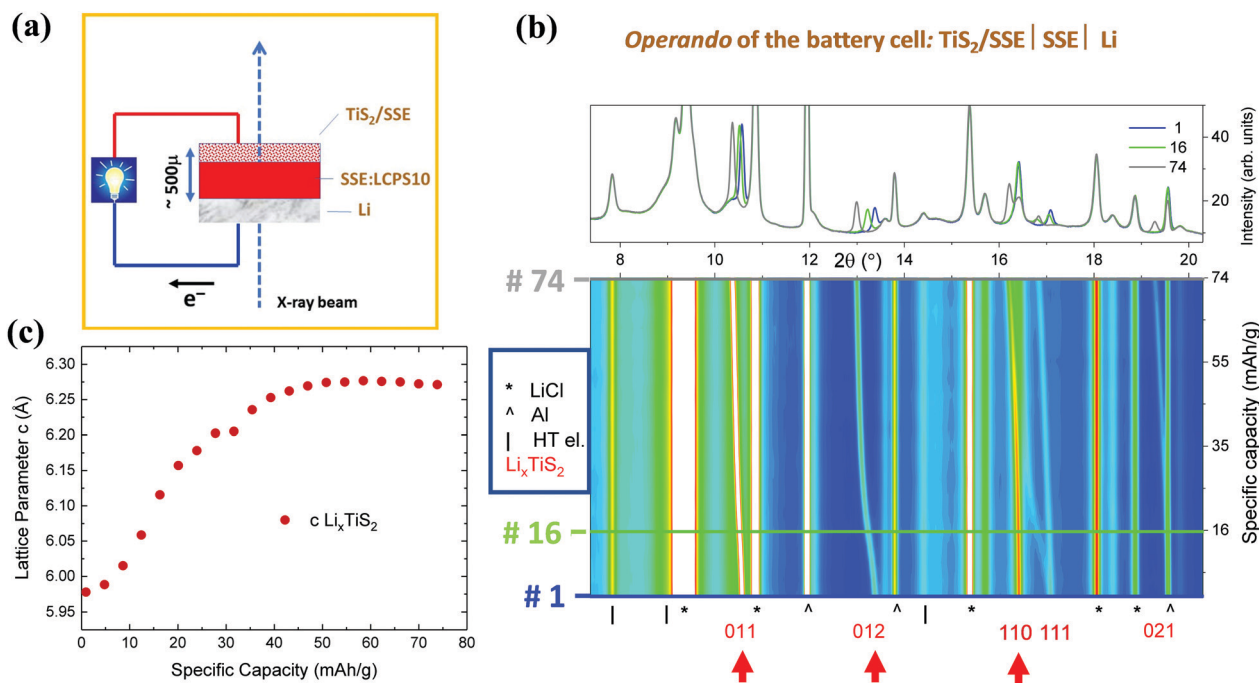 (a)
TiS₂/SSE
SSE:LCPS10
Li
~ 500μ
e⁻
X-ray beam
(b)
Operando of the battery cell: TiS₂/SSE | SSE | Li
1
16
74
40
20
Intensity (arb. units)
8 10 12 14 16 18 20
2θ (°)
# 74
# 16
# 1
* LiCl
^ Al
| HT el.
LiₓTiS₂
74
55
35
16
Specific capacity (mAh/g)
| | * * ^ ^ | * * * ^
011 012 110 111 021
(c)
6.30
6.25
6.20
6.15
6.10
6.05
6.00
5.95
Lattice Parameter c (Å)
c LiₓTiS₂
0 10 20 30 40 50 60 70 80
Specific Capacity (mAh/g)